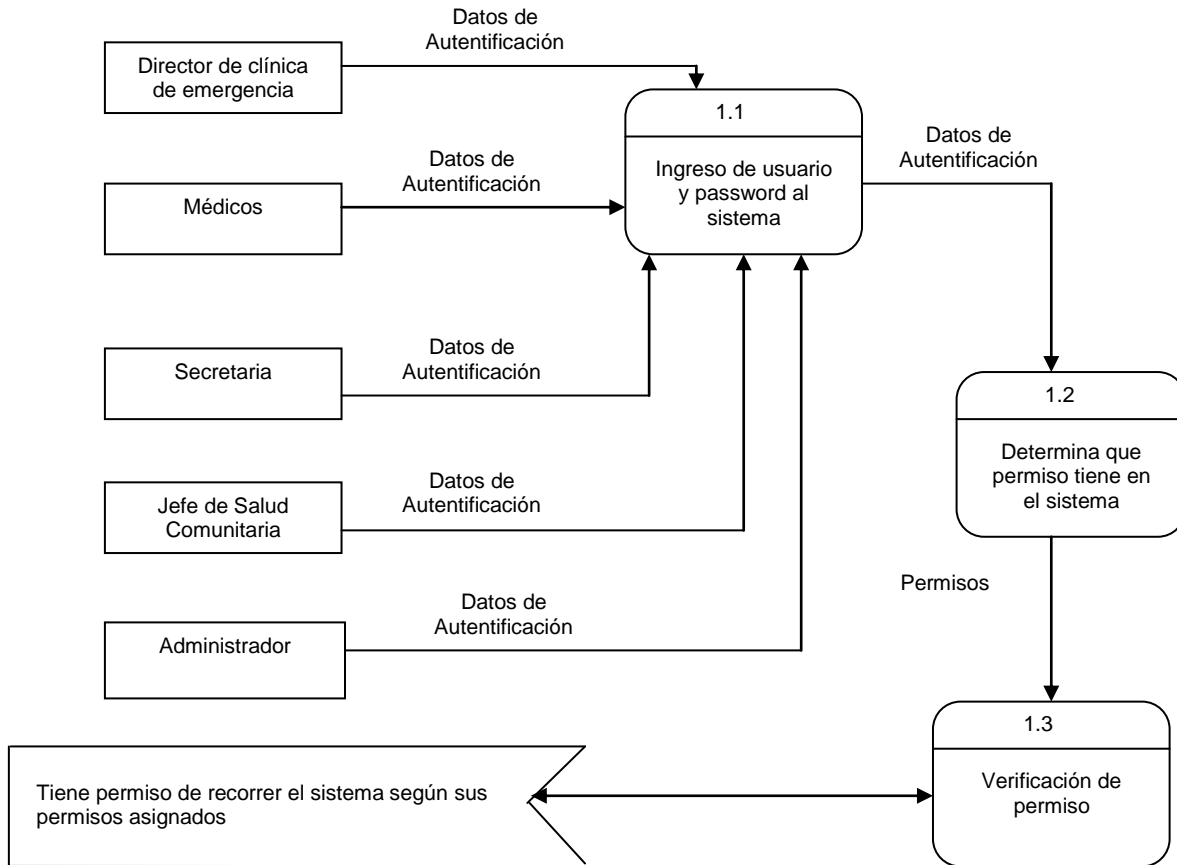 Datos de
Autentificación
Director de clínica
de emergencia
1.1
Ingreso de usuario
y password al
sistema
Datos de
Autentificación
Datos de
Autentificación
Médicos
Datos de
Autentificación
Secretaria
1.2
Determina que
permiso tiene en
el sistema
Datos de
Autentificación
Jefe de Salud
Comunitaria
Permisos
Datos de
Autentificación
Administrador
1.3
Verificación de
permiso
Tiene permiso de recorrer el sistema según sus
permisos asignados